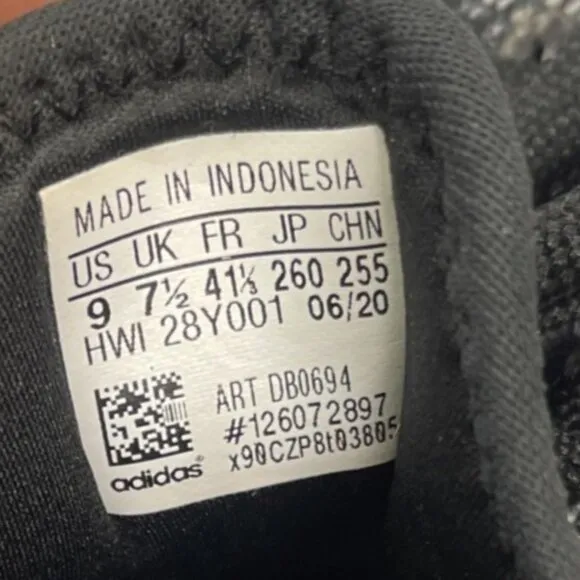 MADE IN INDONESIA
US UK FR JP CHN
9 7½ 41⅓ 260 255
HWI 28Y001 06/20
ART DB0694
#126072897
x90CZP8t03805
adidas®